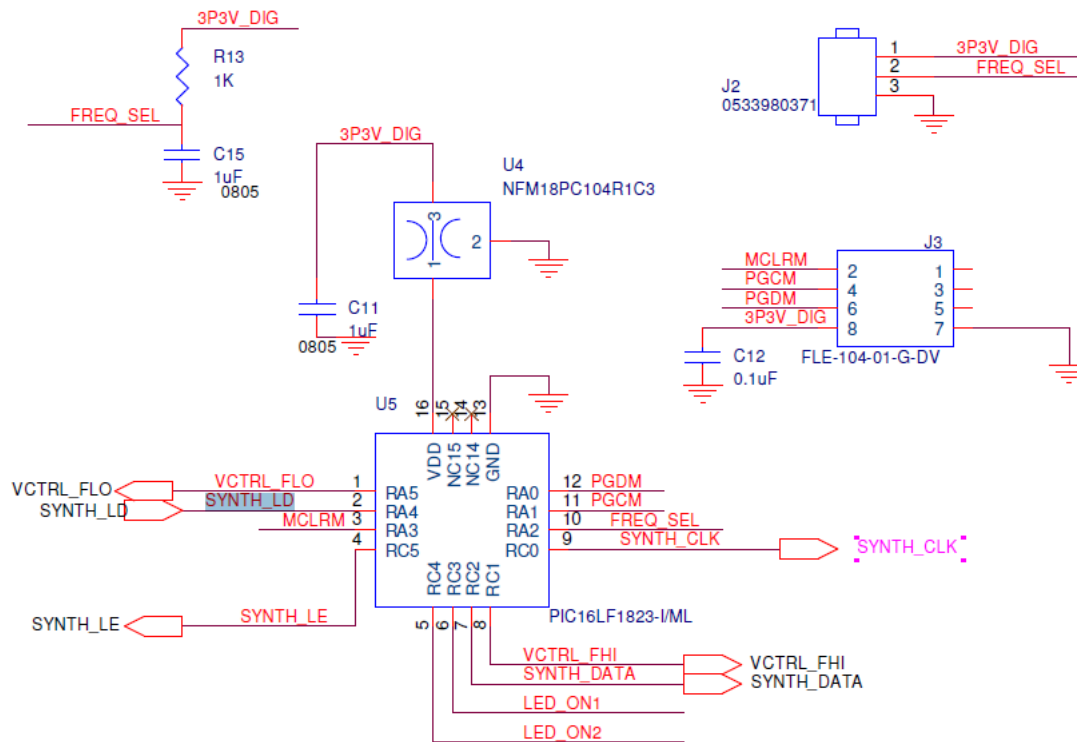 3P3V_DIG
R13
1K
FREQ_SEL
C15
1uF
0805
1
2
3
3P3V_DIG
FREQ_SEL
J2
0533980371
3P3V_DIG
U4
NFM18PC104R1C3
3
2
1
C11
1uF
0805
J3
MCLRM
PGCM
PGDM
3P3V_DIG
2
4
6
8
1
3
5
7
FLE-104-01-G-DV
C12
0.1uF
U5
16
15
14
13
VDD
NC15
NC14
GND
VCTRL_FLO
VCTRL_FLO
1
RA5
RA0
12
PGDM
SYNTH_LD
SYNTH_LD
2
RA4
RA1
11
PGCM
MCLRM
3
RA3
RA2
10
FREQ_SEL
4
RC5
RC0
9
SYNTH_CLK
SYNTH_CLK
RC4
RC3
RC2
RC1
PIC16LF1823-I/ML
SYNTH_LE
SYNTH_LE
5
6
7
8
VCTRL_FHI
VCTRL_FHI
SYNTH_DATA
SYNTH_DATA
LED_ON1
LED_ON2